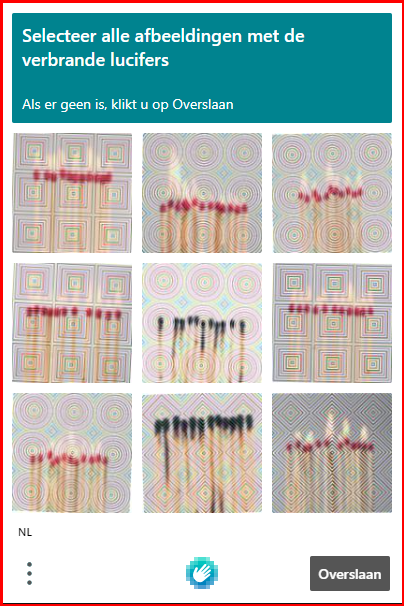 Selecteer alle afbeeldingen met de
verbrande lucifers
Als er geen is, klikt u op Overslaan
NL
Overslaan